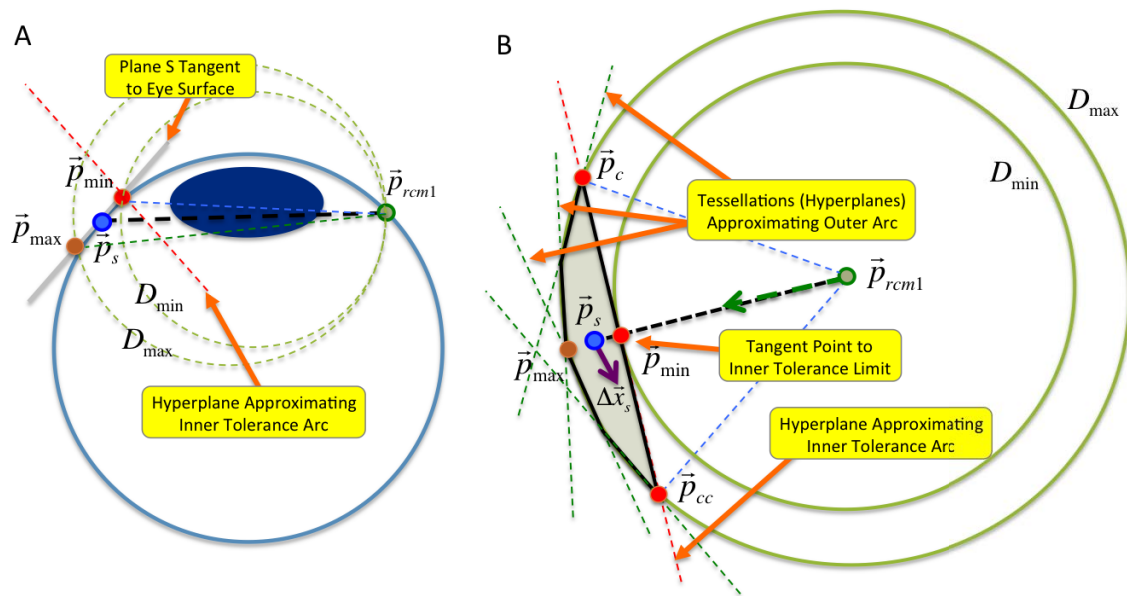 A
Plane S Tangent
to Eye Surface
p⃗min
p⃗rcm1
p⃗max
p⃗s
Dmin
Dmax
Hyperplane Approximating
Inner Tolerance Arc
B
Dmax
p⃗c
Dmin
Tessellations (Hyperplanes)
Approximating Outer Arc
p⃗rcm1
p⃗s
p⃗max
p⃗min
Tangent Point to
Inner Tolerance Limit
Δx⃗s
Hyperplane Approximating
Inner Tolerance Arc
p⃗cc